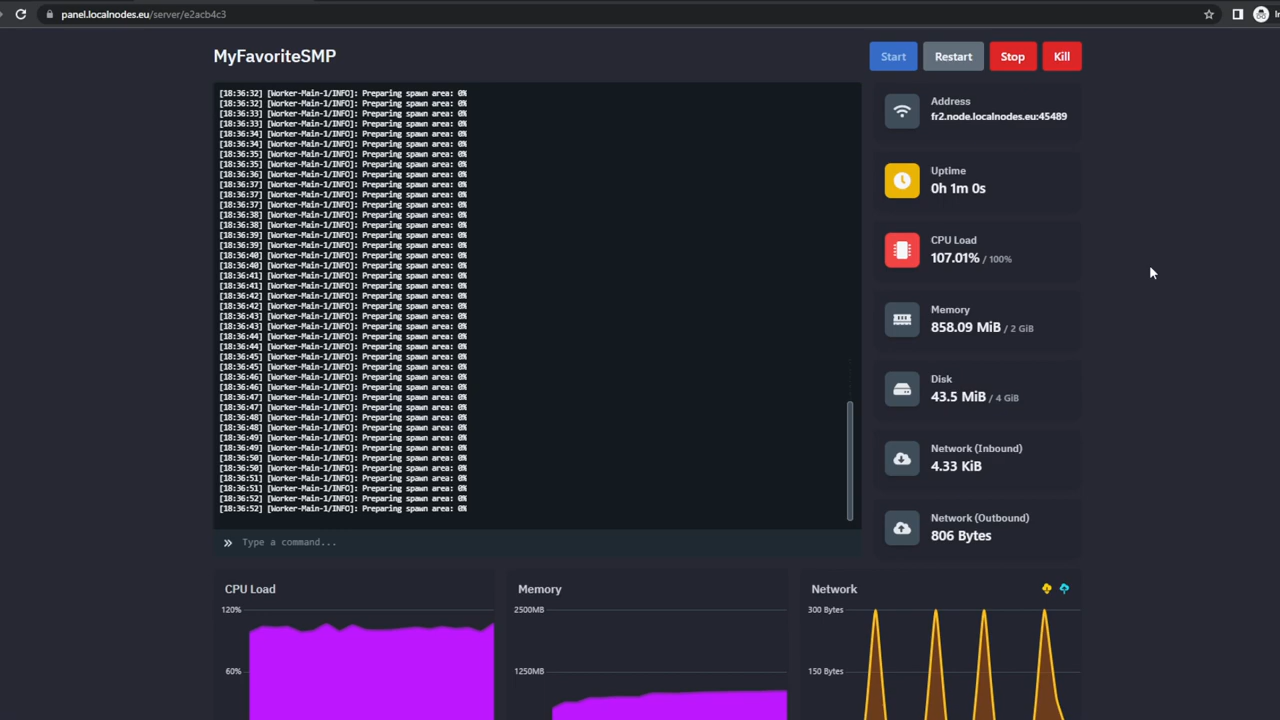 panel.localnodes.eu/server/e2acb4c3
MyFavoriteSMP
Start
Restart
Stop
Kill
[18:36:32] [Worker-Main-1/INFO]: Preparing spawn area: 0%
[18:36:32] [Worker-Main-1/INFO]: Preparing spawn area: 0%
[18:36:33] [Worker-Main-1/INFO]: Preparing spawn area: 0%
[18:36:33] [Worker-Main-1/INFO]: Preparing spawn area: 0%
[18:36:34] [Worker-Main-1/INFO]: Preparing spawn area: 0%
[18:36:34] [Worker-Main-1/INFO]: Preparing spawn area: 0%
[18:36:35] [Worker-Main-1/INFO]: Preparing spawn area: 0%
[18:36:35] [Worker-Main-1/INFO]: Preparing spawn area: 0%
[18:36:36] [Worker-Main-1/INFO]: Preparing spawn area: 0%
[18:36:37] [Worker-Main-1/INFO]: Preparing spawn area: 0%
[18:36:37] [Worker-Main-1/INFO]: Preparing spawn area: 0%
[18:36:37] [Worker-Main-1/INFO]: Preparing spawn area: 0%
[18:36:38] [Worker-Main-1/INFO]: Preparing spawn area: 0%
[18:36:38] [Worker-Main-1/INFO]: Preparing spawn area: 0%
[18:36:39] [Worker-Main-1/INFO]: Preparing spawn area: 0%
[18:36:39] [Worker-Main-1/INFO]: Preparing spawn area: 0%
[18:36:40] [Worker-Main-1/INFO]: Preparing spawn area: 0%
[18:36:40] [Worker-Main-1/INFO]: Preparing spawn area: 0%
[18:36:41] [Worker-Main-1/INFO]: Preparing spawn area: 0%
[18:36:41] [Worker-Main-1/INFO]: Preparing spawn area: 0%
[18:36:42] [Worker-Main-1/INFO]: Preparing spawn area: 0%
[18:36:42] [Worker-Main-1/INFO]: Preparing spawn area: 0%
[18:36:43] [Worker-Main-1/INFO]: Preparing spawn area: 0%
[18:36:43] [Worker-Main-1/INFO]: Preparing spawn area: 0%
[18:36:44] [Worker-Main-1/INFO]: Preparing spawn area: 0%
[18:36:44] [Worker-Main-1/INFO]: Preparing spawn area: 0%
[18:36:45] [Worker-Main-1/INFO]: Preparing spawn area: 0%
[18:36:45] [Worker-Main-1/INFO]: Preparing spawn area: 0%
[18:36:46] [Worker-Main-1/INFO]: Preparing spawn area: 0%
[18:36:46] [Worker-Main-1/INFO]: Preparing spawn area: 0%
[18:36:47] [Worker-Main-1/INFO]: Preparing spawn area: 0%
[18:36:47] [Worker-Main-1/INFO]: Preparing spawn area: 0%
[18:36:48] [Worker-Main-1/INFO]: Preparing spawn area: 0%
[18:36:48] [Worker-Main-1/INFO]: Preparing spawn area: 0%
[18:36:49] [Worker-Main-1/INFO]: Preparing spawn area: 0%
[18:36:49] [Worker-Main-1/INFO]: Preparing spawn area: 0%
[18:36:50] [Worker-Main-1/INFO]: Preparing spawn area: 0%
[18:36:50] [Worker-Main-1/INFO]: Preparing spawn area: 0%
[18:36:51] [Worker-Main-1/INFO]: Preparing spawn area: 0%
[18:36:51] [Worker-Main-1/INFO]: Preparing spawn area: 0%
[18:36:52] [Worker-Main-1/INFO]: Preparing spawn area: 0%
[18:36:52] [Worker-Main-1/INFO]: Preparing spawn area: 0%
Type a command...
Address
fr2.node.localnodes.eu:45489
Uptime
0h 1m 0s
CPU Load
107.01% / 100%
Memory
858.09 MiB / 2 GiB
Disk
43.5 MiB / 4 GiB
Network (Inbound)
4.33 KiB
Network (Outbound)
806 Bytes
CPU Load
120%
60%
Memory
2500MB
1250MB
Network
300 Bytes
150 Bytes